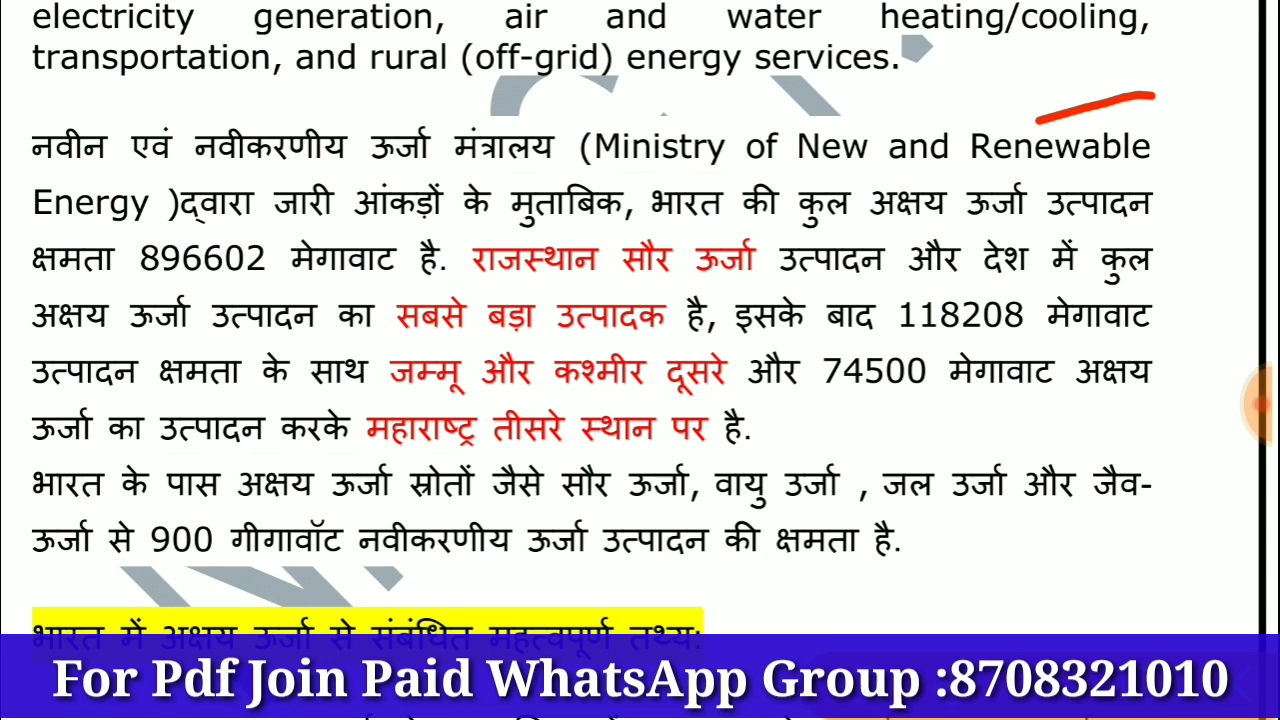 electricity generation, air and water heating/cooling,
transportation, and rural (off-grid) energy services.
नवीन एवं नवीकरणीय ऊर्जा मंत्रालय (Ministry of New and Renewable
Energy )द्वारा जारी आंकड़ों के मुताबिक, भारत की कुल अक्षय ऊर्जा उत्पादन
क्षमता 896602 मेगावाट है. राजस्थान सौर ऊर्जा उत्पादन और देश में कुल
अक्षय ऊर्जा उत्पादन का सबसे बड़ा उत्पादक है, इसके बाद 118208 मेगावाट
उत्पादन क्षमता के साथ जम्मू और कश्मीर दूसरे और 74500 मेगावाट अक्षय
ऊर्जा का उत्पादन करके महाराष्ट्र तीसरे स्थान पर है.
भारत के पास अक्षय ऊर्जा स्रोतों जैसे सौर ऊर्जा, वायु उर्जा , जल उर्जा और जैव-
ऊर्जा से 900 गीगावॉट नवीकरणीय ऊर्जा उत्पादन की क्षमता है.
भारत में अक्षय ऊर्जा से संबंधित महत्वपूर्ण तथ्य:
For Pdf Join Paid WhatsApp Group :8708321010